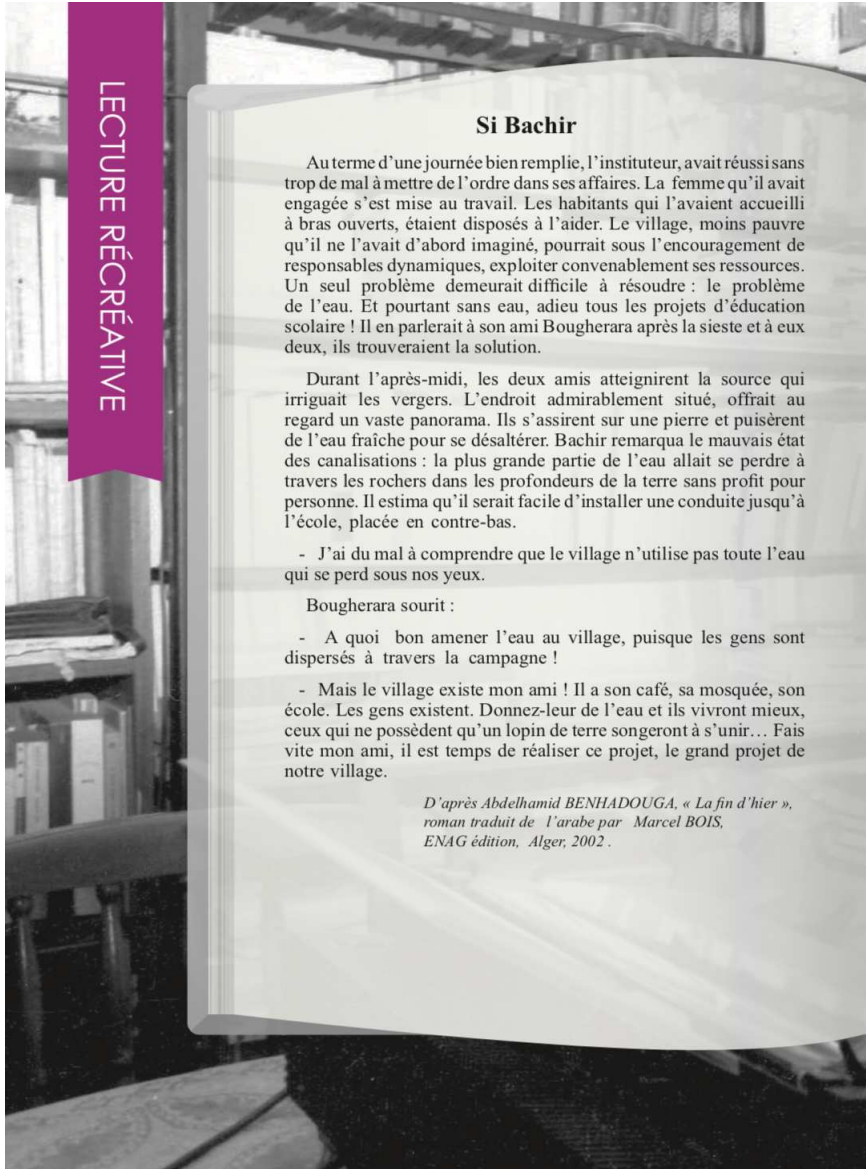 LECTURE RÉCRÉATIVE
Si Bachir
Au terme d'une journée bien remplie, l'instituteur, avait réussi sans
trop de mal à mettre de l'ordre dans ses affaires. La femme qu'il avait
engagée s'est mise au travail. Les habitants qui l'avaient accueilli
à bras ouverts, étaient disposés à l'aider. Le village, moins pauvre
qu'il ne l'avait d'abord imaginé, pourrait sous l'encouragement de
responsables dynamiques, exploiter convenablement ses ressources.
Un seul problème demeurait difficile à résoudre : le problème
de l'eau. Et pourtant sans eau, adieu tous les projets d'éducation
scolaire ! Il en parlerait à son ami Bougherara après la sieste et à eux
deux, ils trouveraient la solution.
Durant l'après-midi, les deux amis atteignirent la source qui
irriguait les vergers. L'endroit admirablement situé, offrait au
regard un vaste panorama. Ils s'assirent sur une pierre et puisèrent
de l'eau fraîche pour se désaltérer. Bachir remarqua le mauvais état
des canalisations : la plus grande partie de l'eau allait se perdre à
travers les rochers dans les profondeurs de la terre sans profit pour
personne. Il estima qu'il serait facile d'installer une conduite jusqu'à
l'école, placée en contre-bas.
- J'ai du mal à comprendre que le village n'utilise pas toute l'eau
qui se perd sous nos yeux.
Bougherara sourit :
- A quoi bon amener l'eau au village, puisque les gens sont
dispersés à travers la campagne !
- Mais le village existe mon ami ! Il a son café, sa mosquée, son
école. Les gens existent. Donnez-leur de l'eau et ils vivront mieux,
ceux qui ne possèdent qu'un lopin de terre songeront à s'unir… Fais
vite mon ami, il est temps de réaliser ce projet, le grand projet de
notre village.
D'après Abdelhamid BENHADOUGA, « La fin d'hier »,
roman traduit de l'arabe par Marcel BOIS,
ENAG édition, Alger, 2002 .